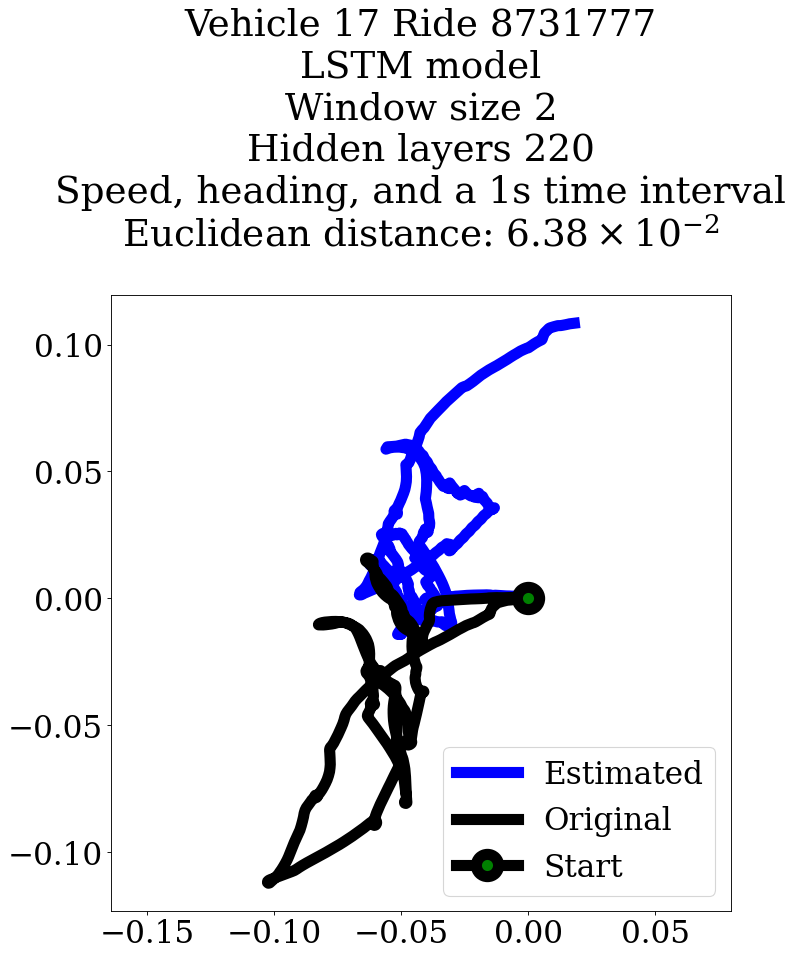 Vehicle 17 Ride 8731777
LSTM model
Window size 2
Hidden layers 220
Speed, heading, and a 1s time interval
Euclidean distance: 6.38 × 10⁻²
0.10
0.05
0.00
−0.05
−0.10
Estimated
Original
Start
−0.15 −0.10 −0.05 0.00 0.05